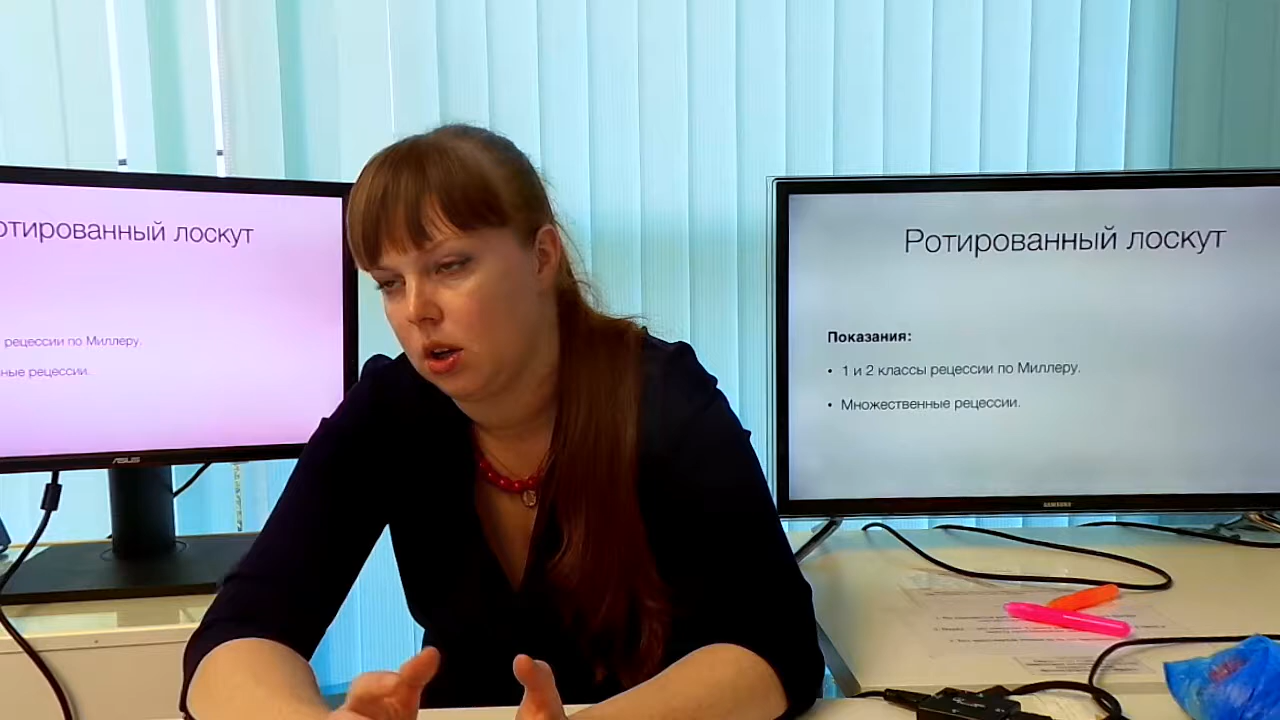 отированный лоскут
рецессии по Миллеру.
ные рецессии.
ASUS
Ротированный лоскут
Показания:
• 1 и 2 классы рецессии по Миллеру.
• Множественные рецессии.
SAMSUNG